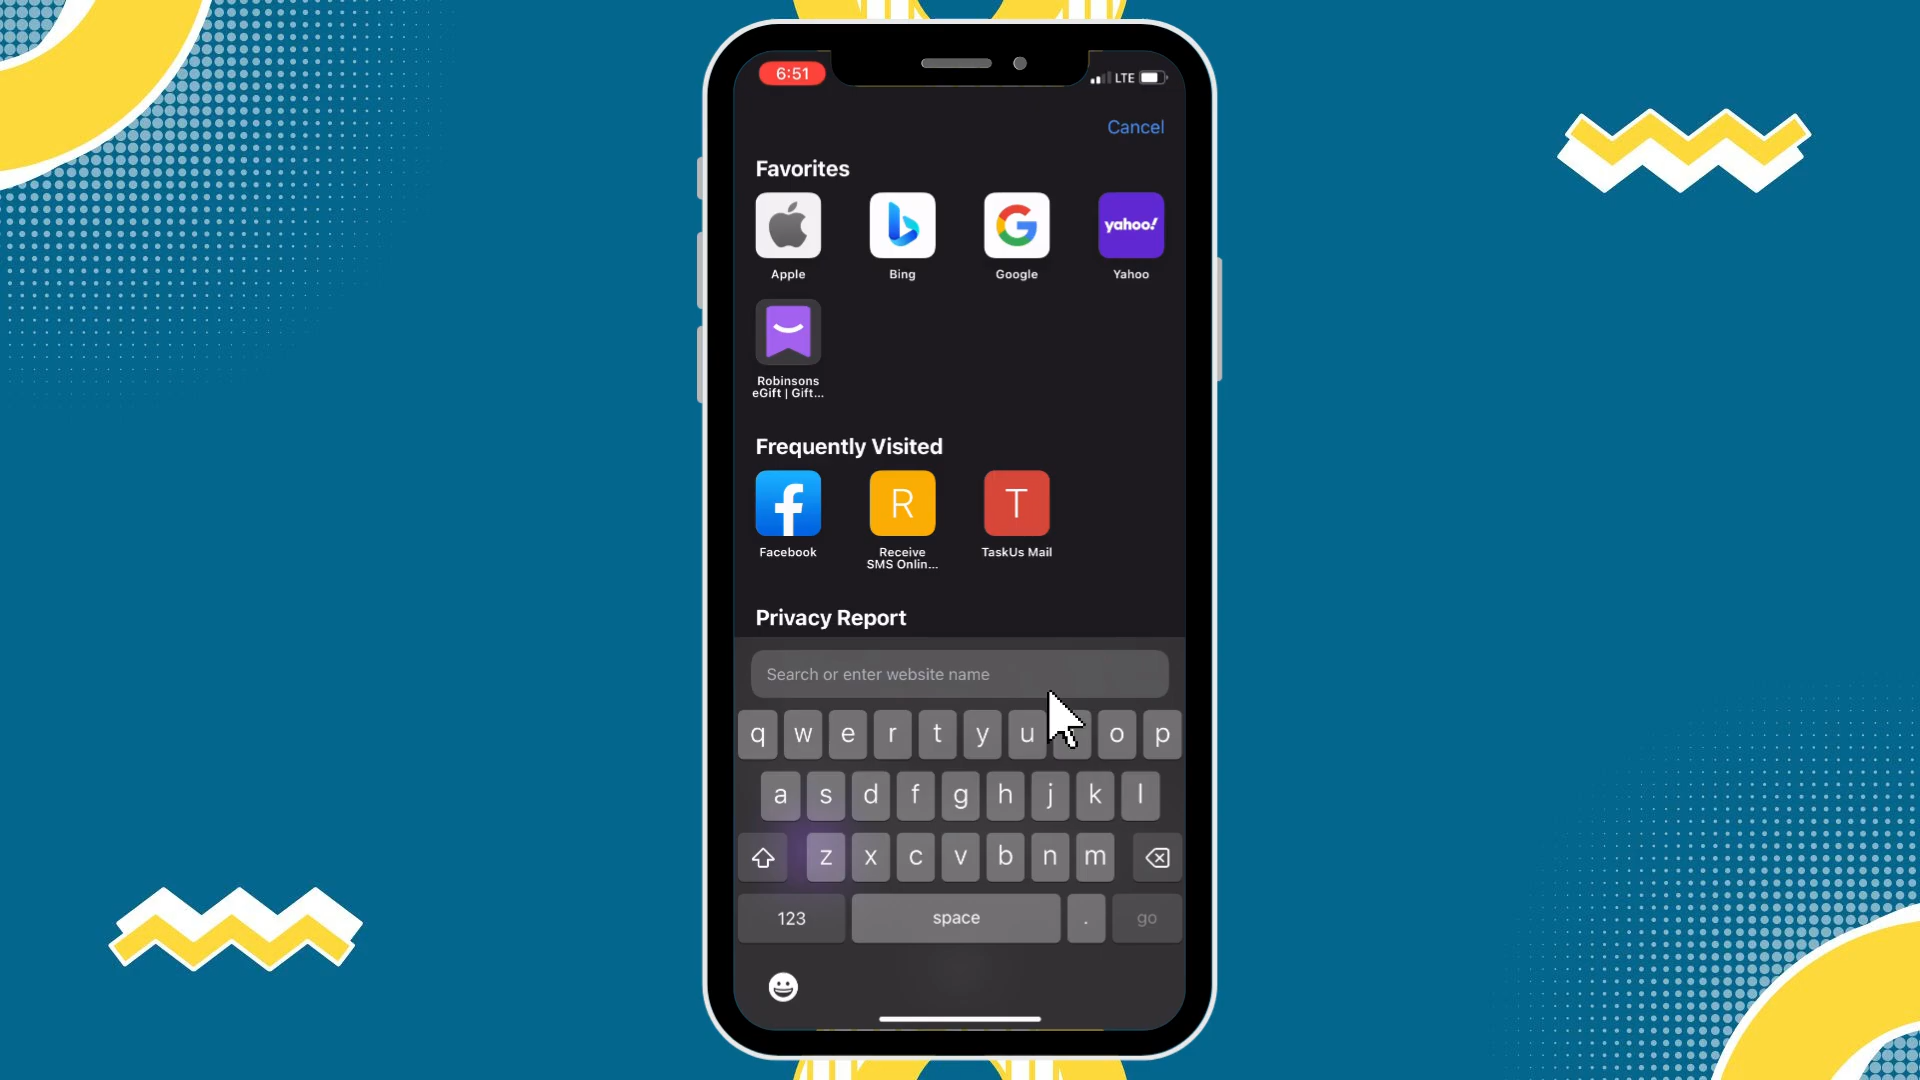 6:51
LTE
Cancel
Favorites
yahoo!
Apple
Bing
Google
Yahoo
Robinsons
eGift | Gift...
Frequently Visited
R
T
Facebook
Receive
SMS Onlin...
TaskUs Mail
Privacy Report
Search or enter website name
q w e r t y u o p
a s d f g h j k l
z x c v b n m
123 space . go